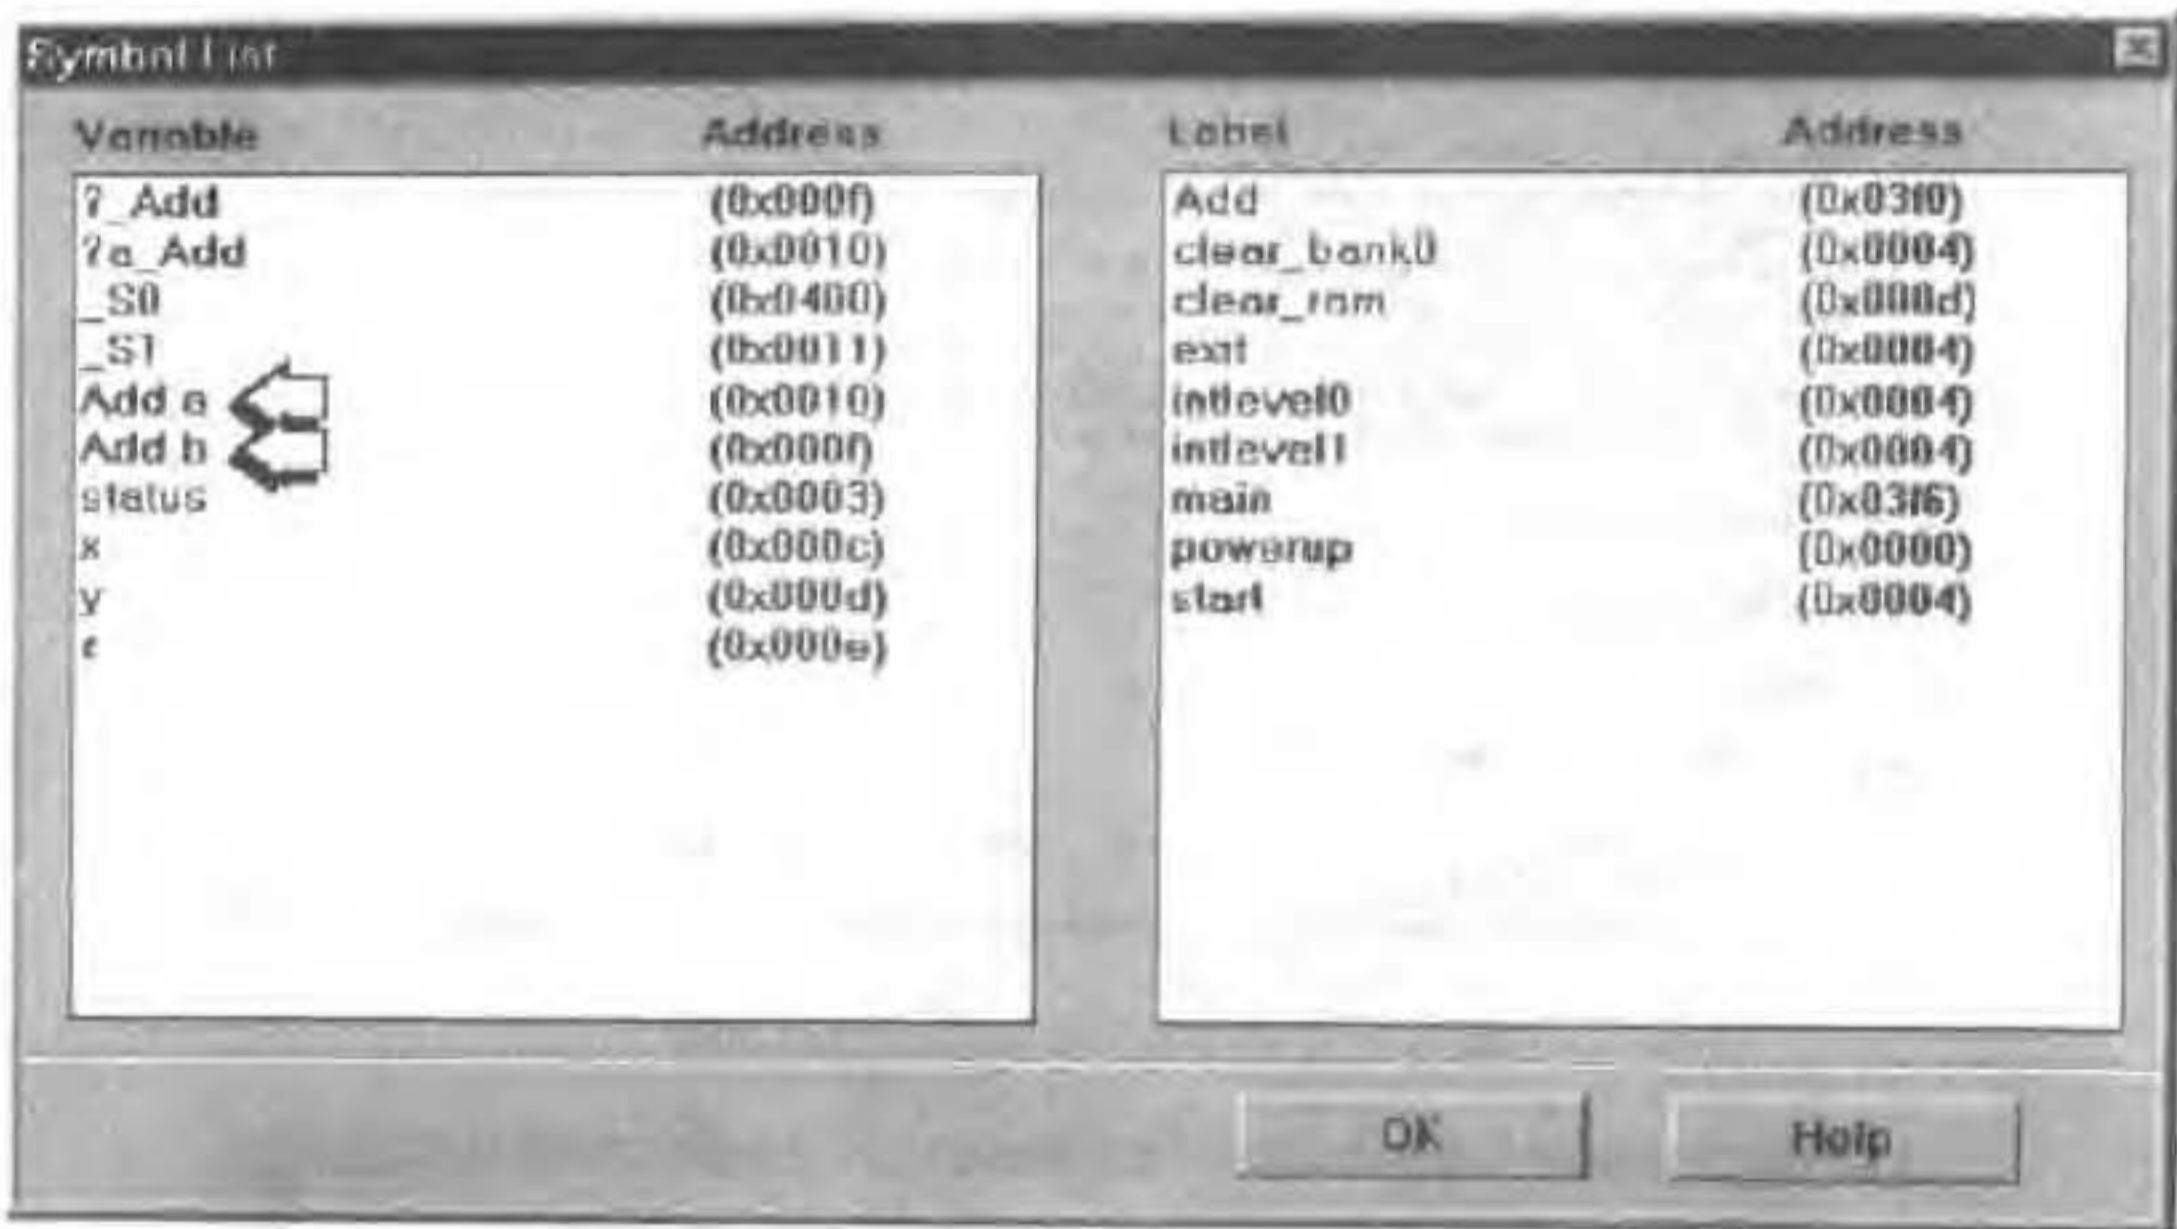 Symbol List
Variable Address Label Address
?_Add (0x000f) Add (0x03f0)
?a_Add (0x0010) clear_bank0 (0x0004)
_S0 (0x0400) clear_ram (0x000d)
_S1 (0x0011) exit (0x0004)
Add a (0x0010) intlevel0 (0x0004)
Add b (0x000f) intlevel1 (0x0004)
status (0x0003) main (0x03f6)
x (0x000c) powerup (0x0000)
y (0x000d) start (0x0004)
(0x000e)
OK Help